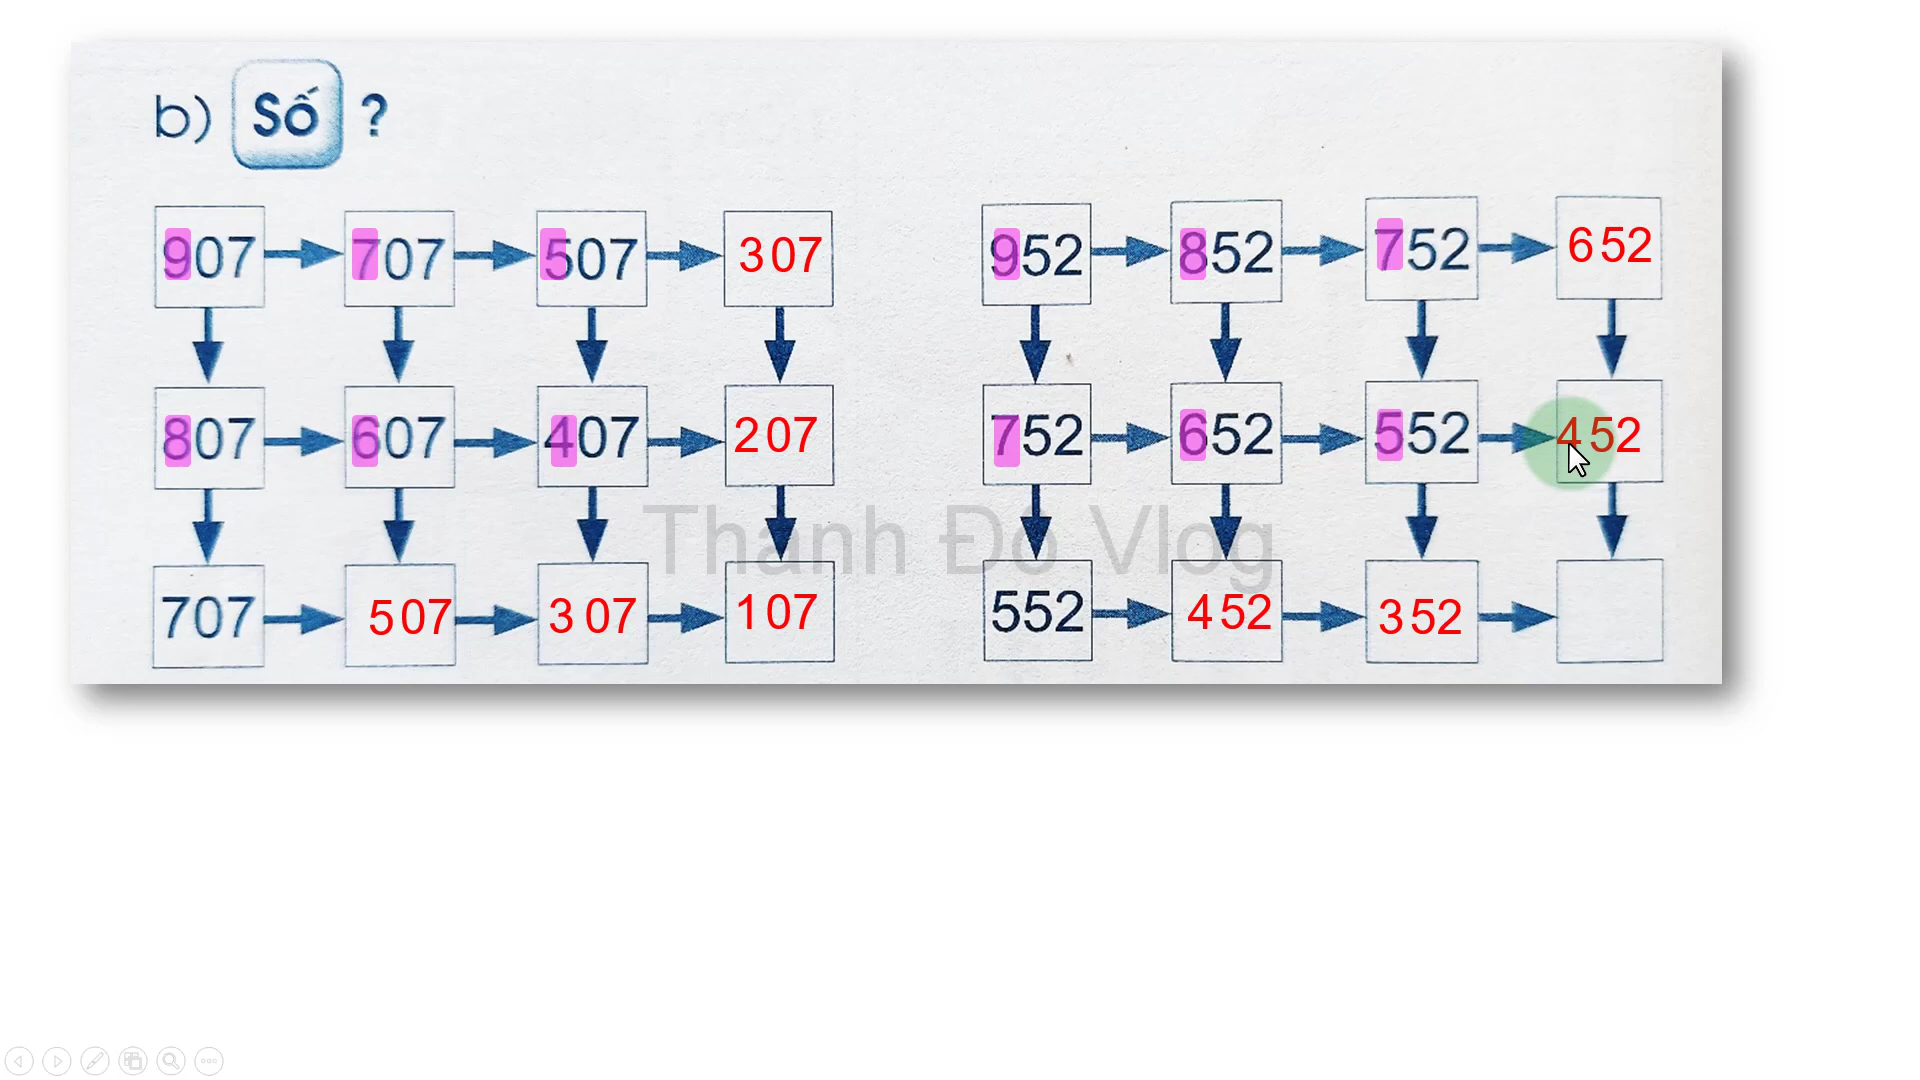 b) Số ?
907 707 507 307 952 852 752 652
807 607 407 207 752 652 552 452
Thanh Đô Vlog
707 507 307 107 552 452 352